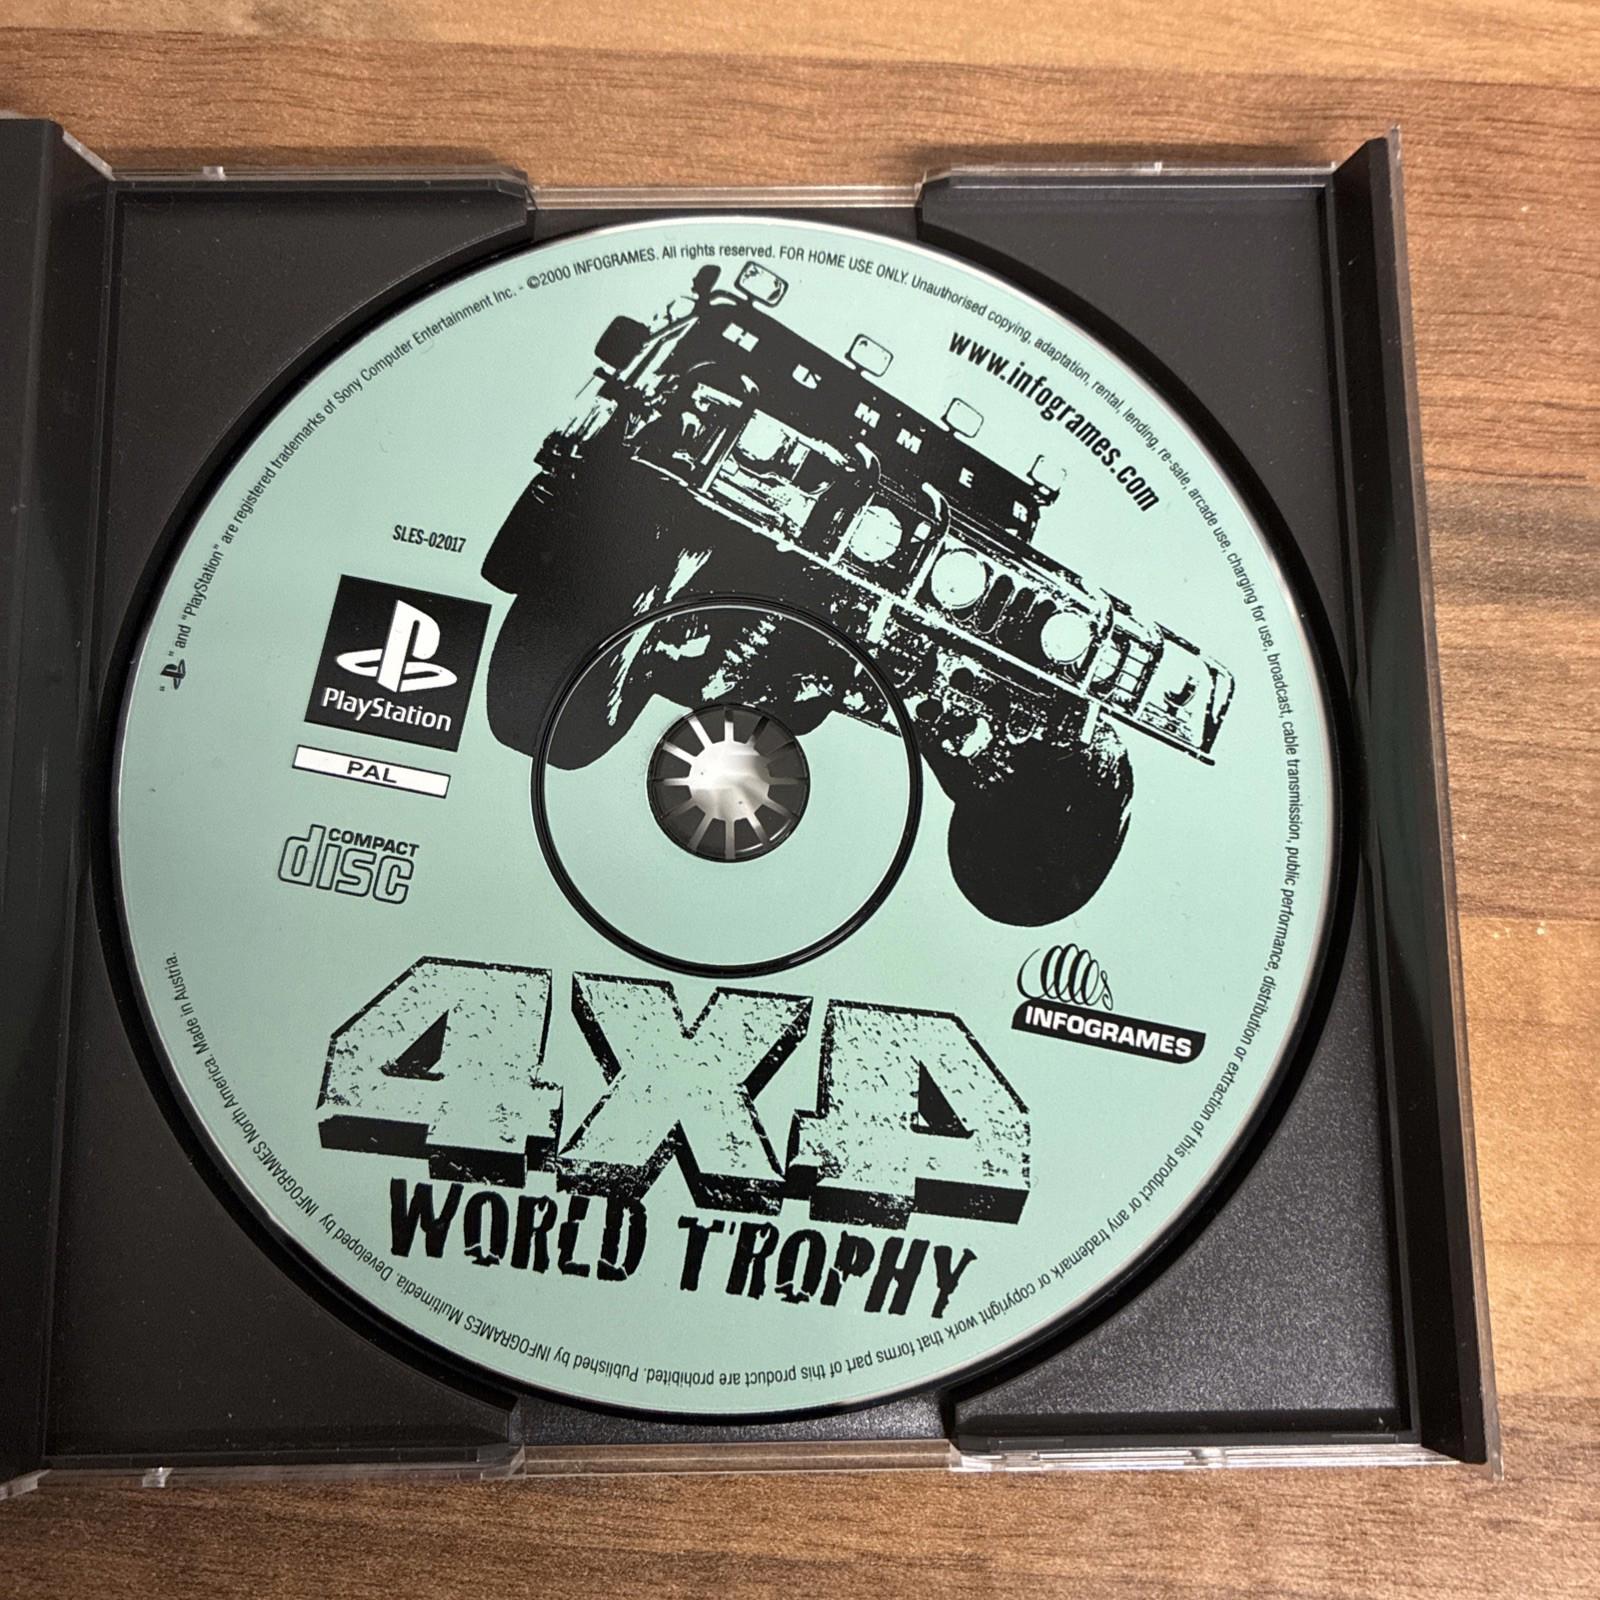 "PS" and "PlayStation" are registered trademarks of Sony Computer Entertainment Inc. - ©2000 INFOGRAMES. All rights reserved. FOR HOME USE ONLY. Unauthorised copying, adaptation, rental, lending, re-sale, arcade use, charging for use, broadcast, cable transmission, public performance, distribution or extraction of this product or any trademark or copyright work that forms part of this product are prohibited. Published by INFOGRAMES Multimedia. Developed by INFOGRAMES North America. Made in Austria.
HUMMER
www.infogrames.com
SLES-02017
PlayStation
PAL
COMPACT
disc
INFOGRAMES
4X4
WORLD TROPHY